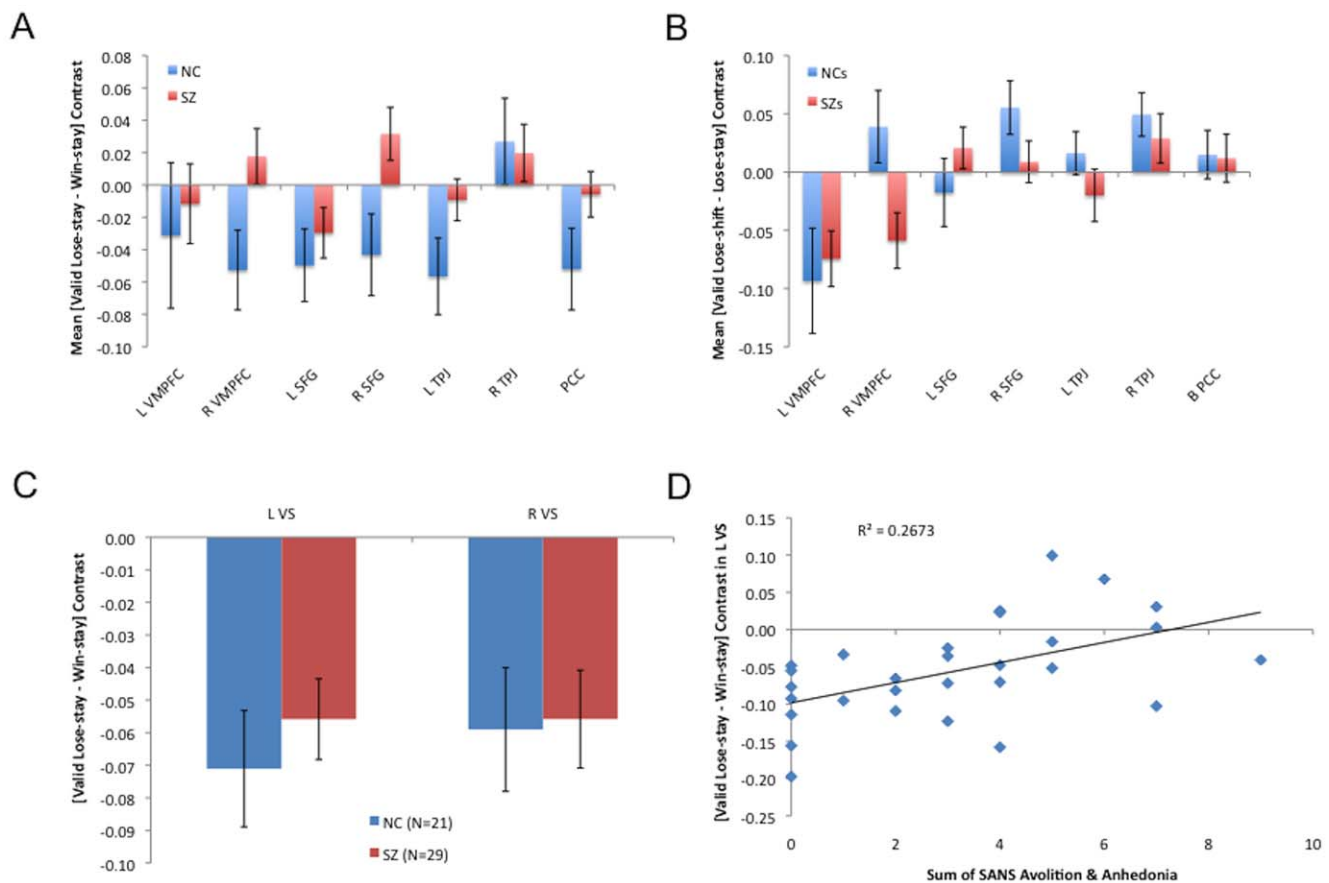 A
Mean [Valid Lose-stay - Win-stay] Contrast
0.08
0.06
0.04
0.02
0.00
-0.02
-0.04
-0.06
-0.08
-0.10
NC
SZ
L VMPFC
R VMPFC
L SFG
R SFG
L TPJ
R TPJ
PCC
B
Mean [Valid Lose-shift - Lose-stay] Contrast
0.10
0.05
0.00
-0.05
-0.10
-0.15
NCs
SZs
L VMPFC
R VMPFC
L SFG
R SFG
L TPJ
R TPJ
B PCC
C
[Valid Lose-stay - Win-stay] Contrast
L VS
R VS
0.00
-0.01
-0.02
-0.03
-0.04
-0.05
-0.06
-0.07
-0.08
-0.09
-0.10
NC (N=21)
SZ (N=29)
D
[Valid Lose-stay - Win-stay] Contrast in L VS
0.15
0.10
0.05
0.00
-0.05
-0.10
-0.15
-0.20
-0.25
R² = 0.2673
0 2 4 6 8 10
Sum of SANS Avolition & Anhedonia